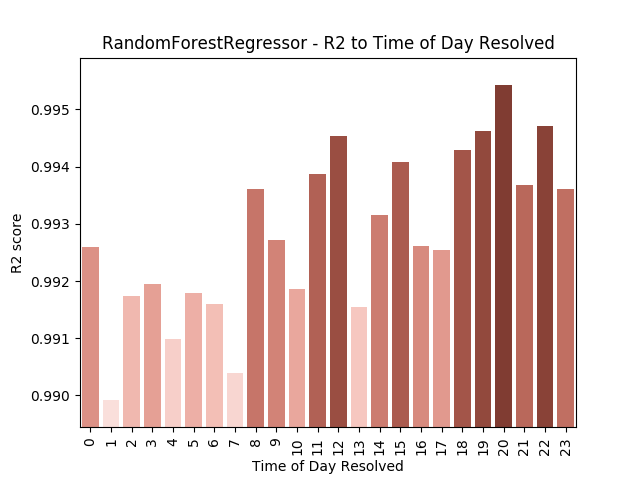 RandomForestRegressor - R2 to Time of Day Resolved
0.995
0.994
0.993
0.992
0.991
0.990
R2 score
0 1 2 3 4 5 6 7 8 9 10 11 12 13 14 15 16 17 18 19 20 21 22 23
Time of Day Resolved